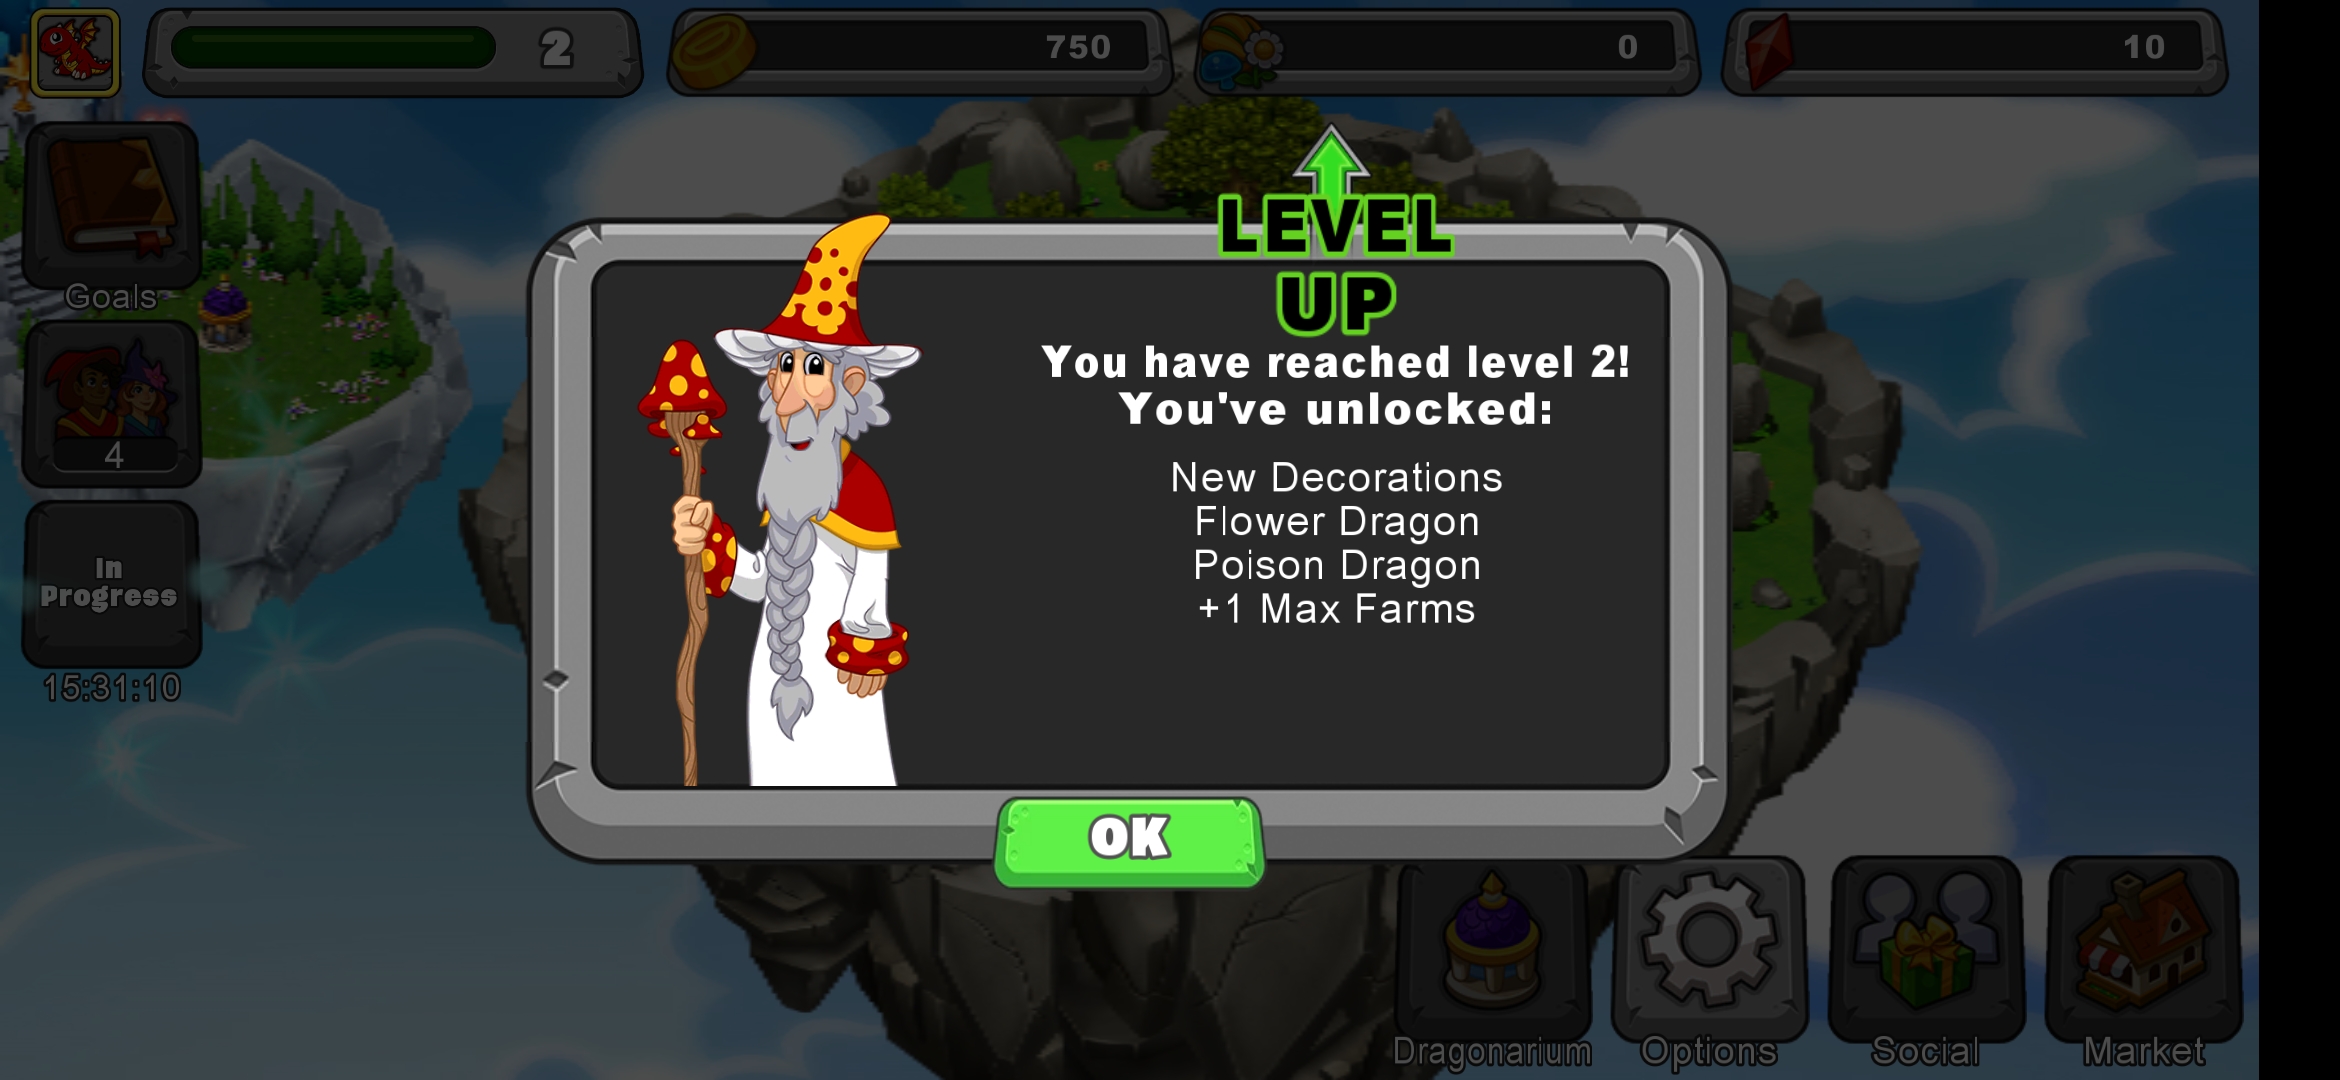 2
750
0
10
Goals
4
In
Progress
15:31:10
LEVEL
UP
You have reached level 2!
You've unlocked:
New Decorations
Flower Dragon
Poison Dragon
+1 Max Farms
OK
Dragonarium
Options
Social
Market